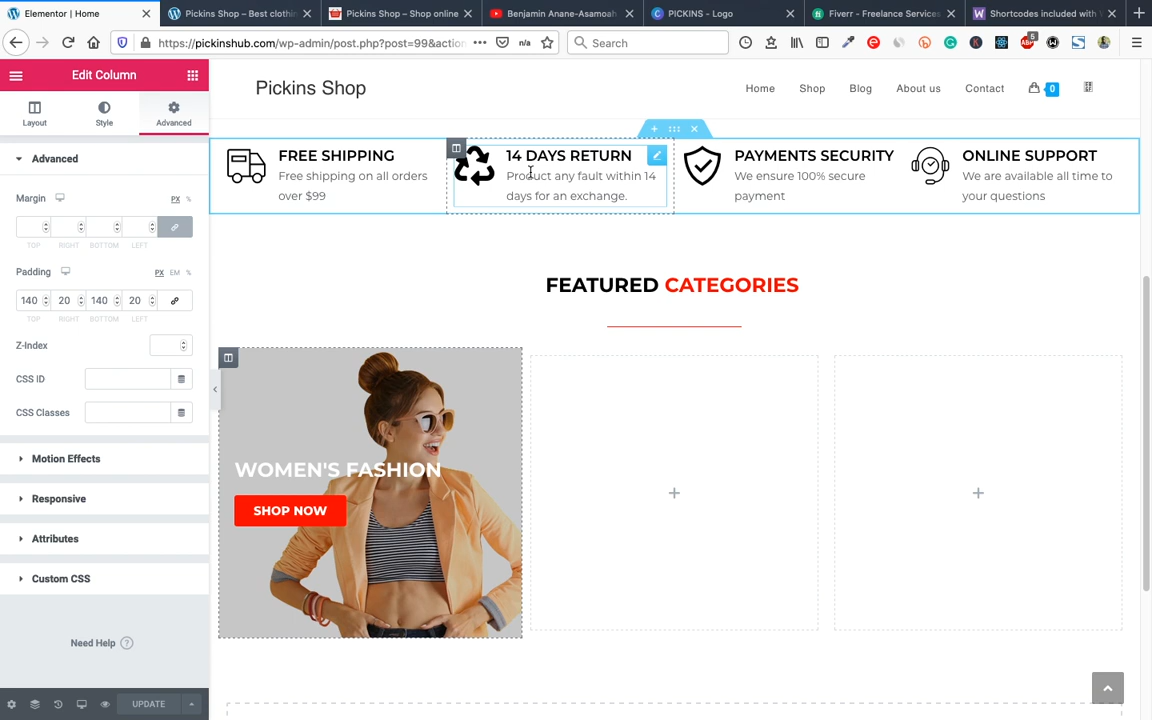 Elementor | Home
Pickins Shop – Best clothin
Pickins Shop – Shop online
Benjamin Anane-Asamoah
PICKINS - Logo
Fiverr - Freelance Services
Shortcodes included with
https://pickinshub.com/wp-admin/post.php?post=99&action
n/a
Search
5
Edit Column
Layout
Style
Advanced
Advanced
Margin
PX %
TOP RIGHT BOTTOM LEFT
Padding
PX EM %
140 20 140 20
TOP RIGHT BOTTOM LEFT
Z-Index
CSS ID
CSS Classes
Motion Effects
Responsive
Attributes
Custom CSS
Need Help ?
UPDATE
Pickins Shop
Home
Shop
Blog
About us
Contact
0
FREE SHIPPING
Free shipping on all orders
over $99
14 DAYS RETURN
Product any fault within 14
days for an exchange.
PAYMENTS SECURITY
We ensure 100% secure
payment
ONLINE SUPPORT
We are available all time to
your questions
FEATURED CATEGORIES
WOMEN'S FASHION
SHOP NOW